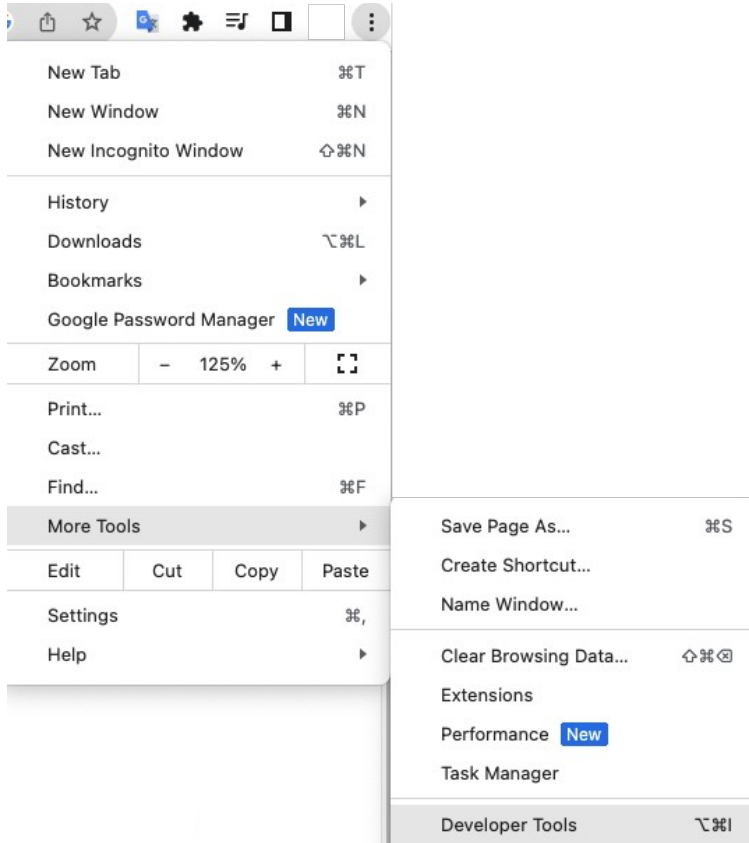 New Tab ⌘T
New Window ⌘N
New Incognito Window ⇧⌘N
History
Downloads ⌥⌘L
Bookmarks
Google Password Manager New
Zoom − 125% +
Print... ⌘P
Cast...
Find... ⌘F
More Tools
Edit Cut Copy Paste
Settings ⌘,
Help
Save Page As... ⌘S
Create Shortcut...
Name Window...
Clear Browsing Data... ⇧⌘⌫
Extensions
Performance New
Task Manager
Developer Tools ⌥⌘I